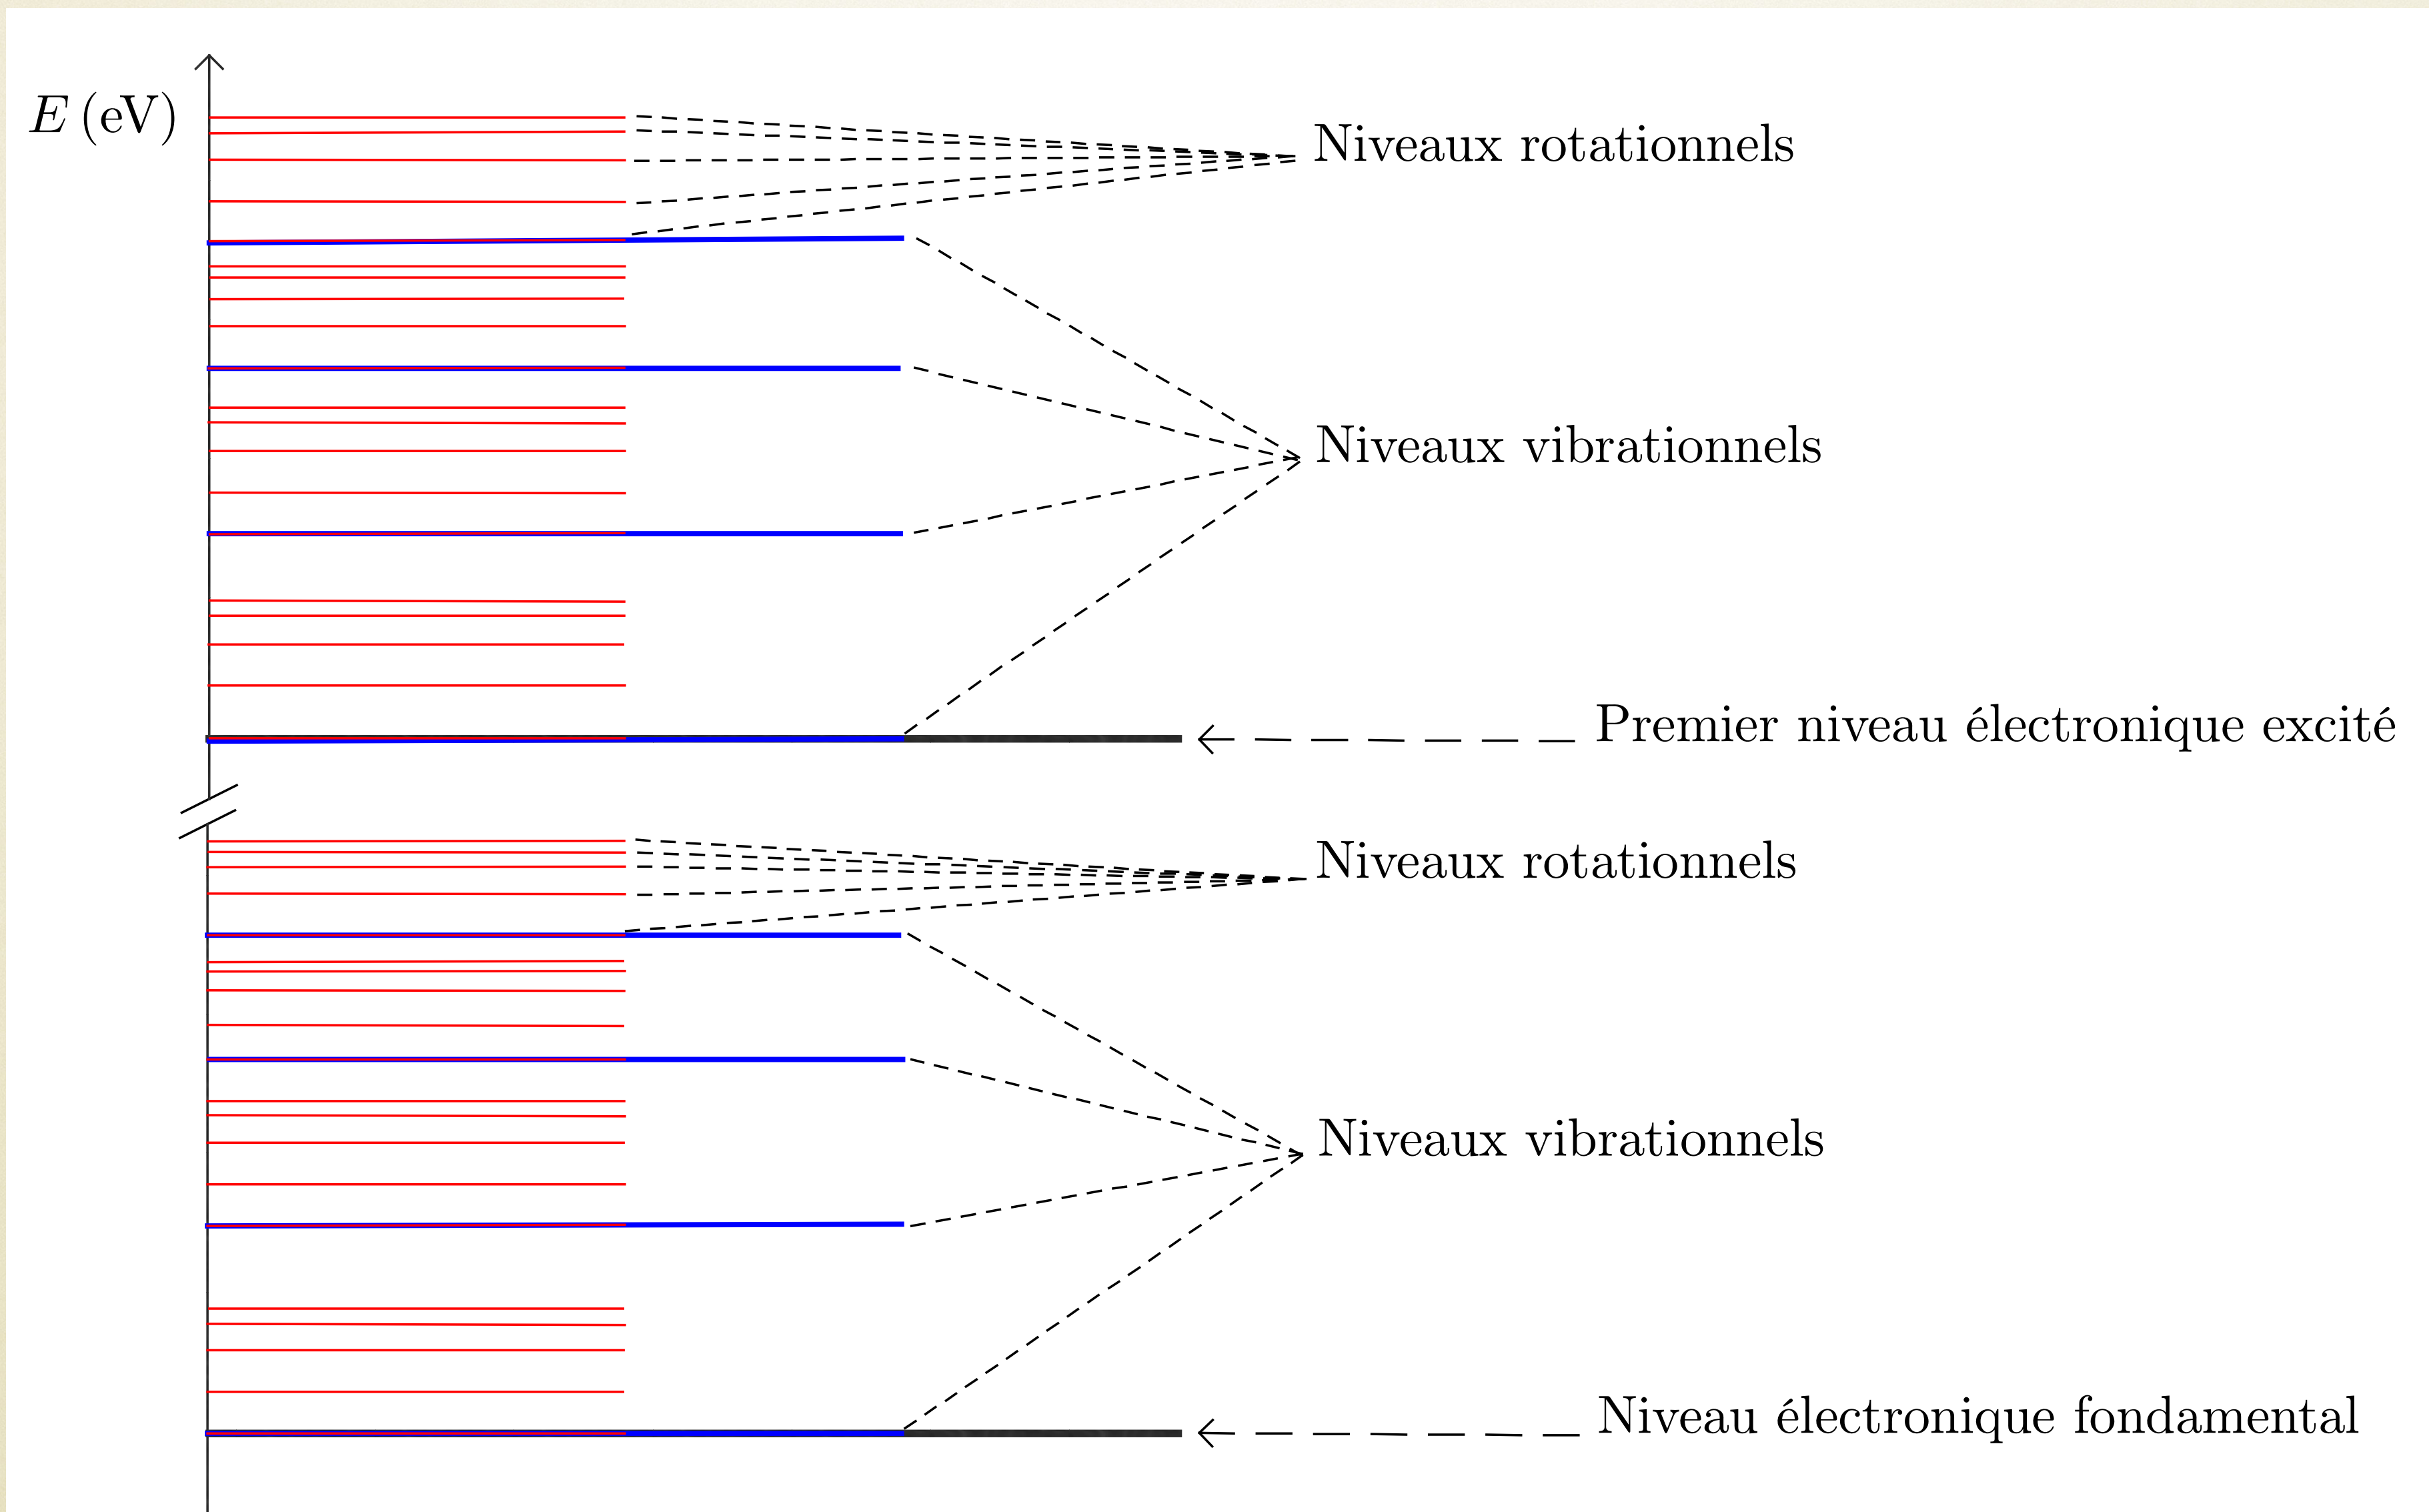 E (eV)
Niveaux rotationnels
Niveaux vibrationnels
Premier niveau électronique excité
Niveaux rotationnels
Niveaux vibrationnels
Niveau électronique fondamental